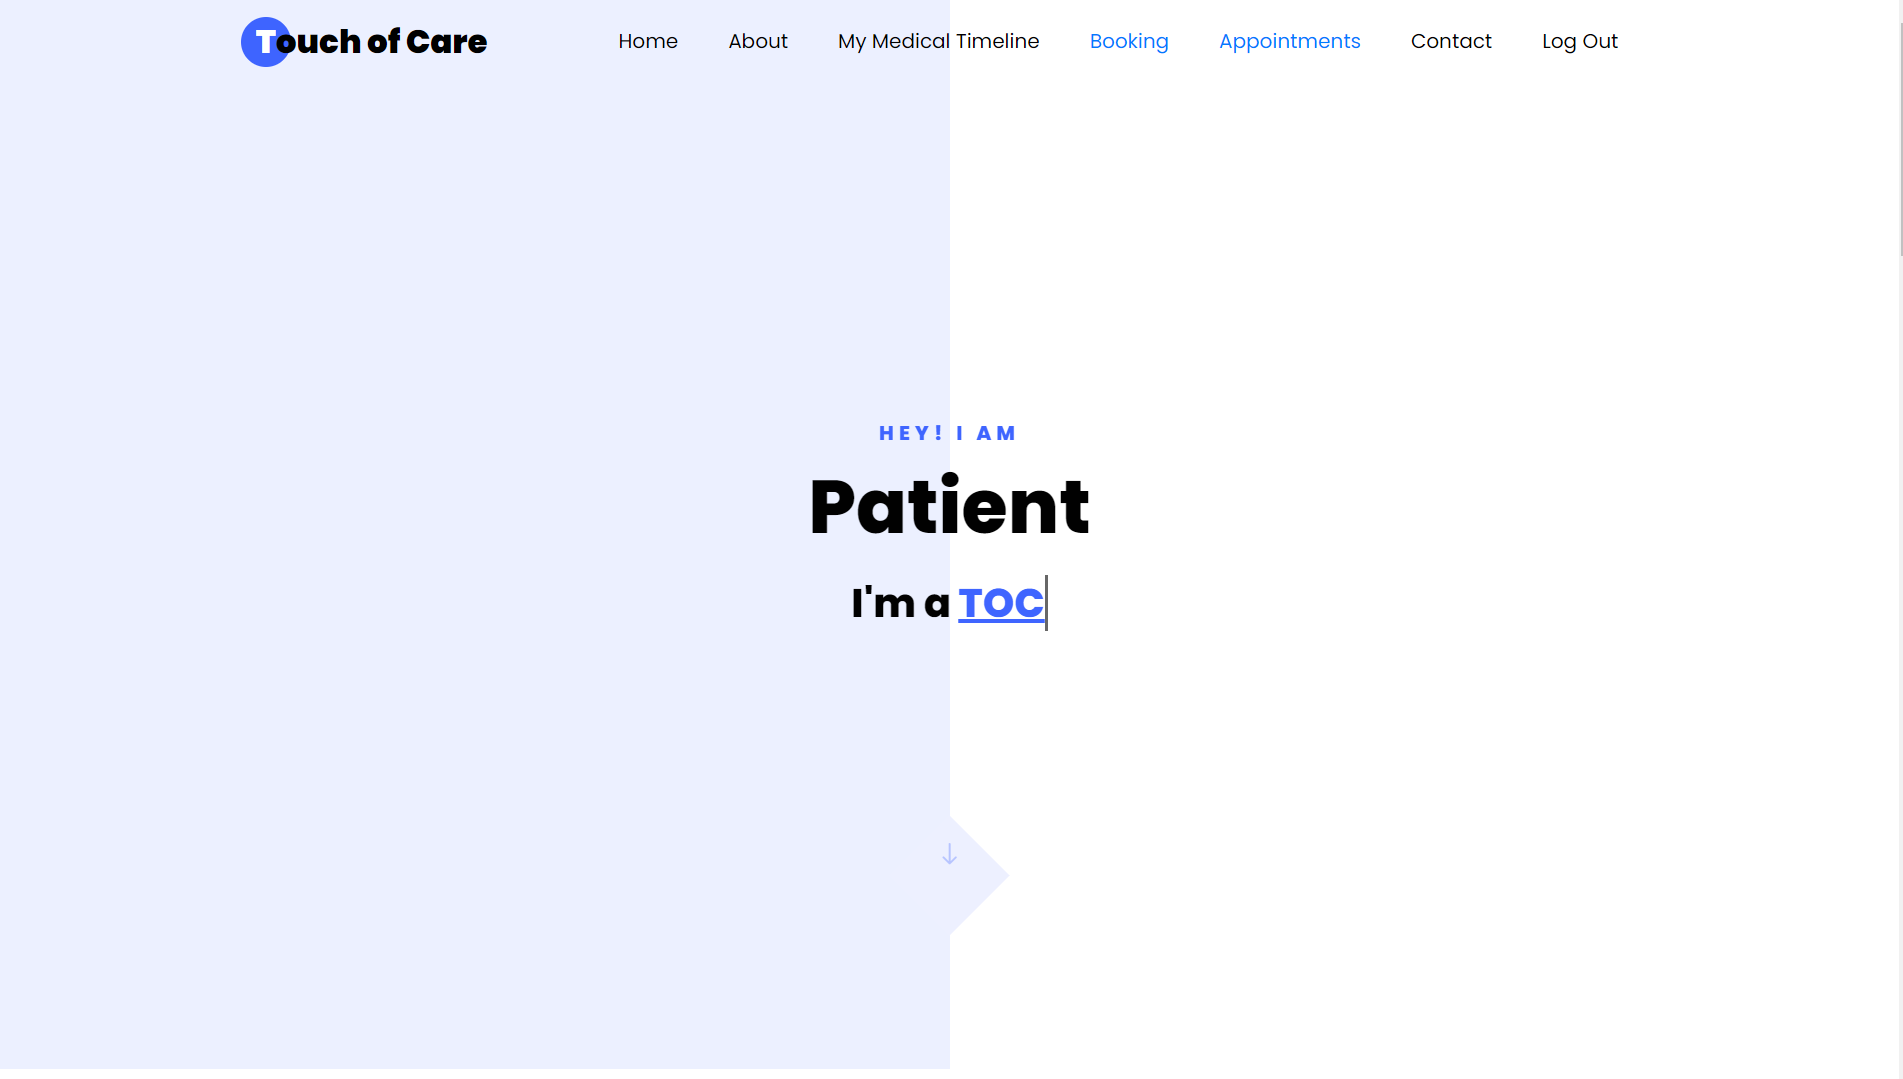 Touch of Care Home About My Medical Timeline Booking Appointments Contact Log Out
HEY! I AM
Patient
I'm a TOC